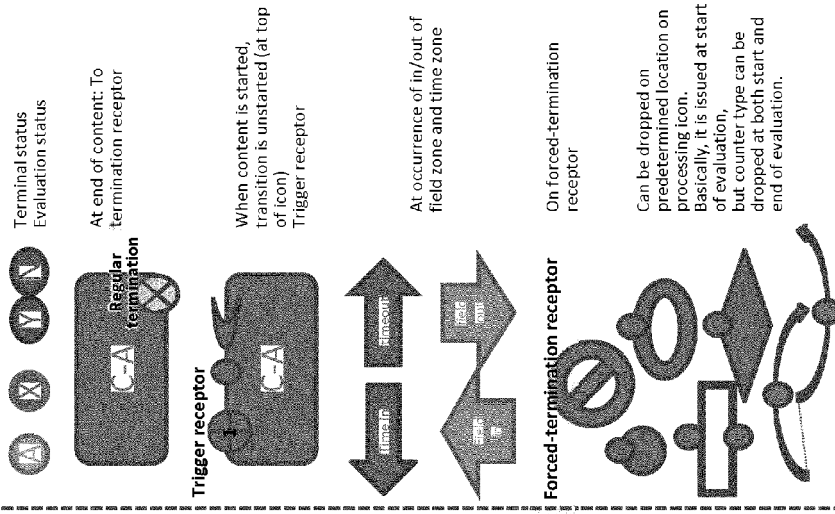 A X Y N
Terminal status
Evaluation status
C-A
Regular
termination
X
At end of content: To
termination receptor
Trigger receptor
1
C-A
When content is started,
transition is unstarted (at top
of icon)
Trigger receptor
Time in
Timeout
field
out
At occurrence of in/out of
field zone and time zone
Forced-termination receptor
On forced-termination
receptor
Can be dropped on
predetermined location on
processing icon.
Basically, it is issued at start
of evaluation,
but counter type can be
dropped at both start and
end of evaluation.